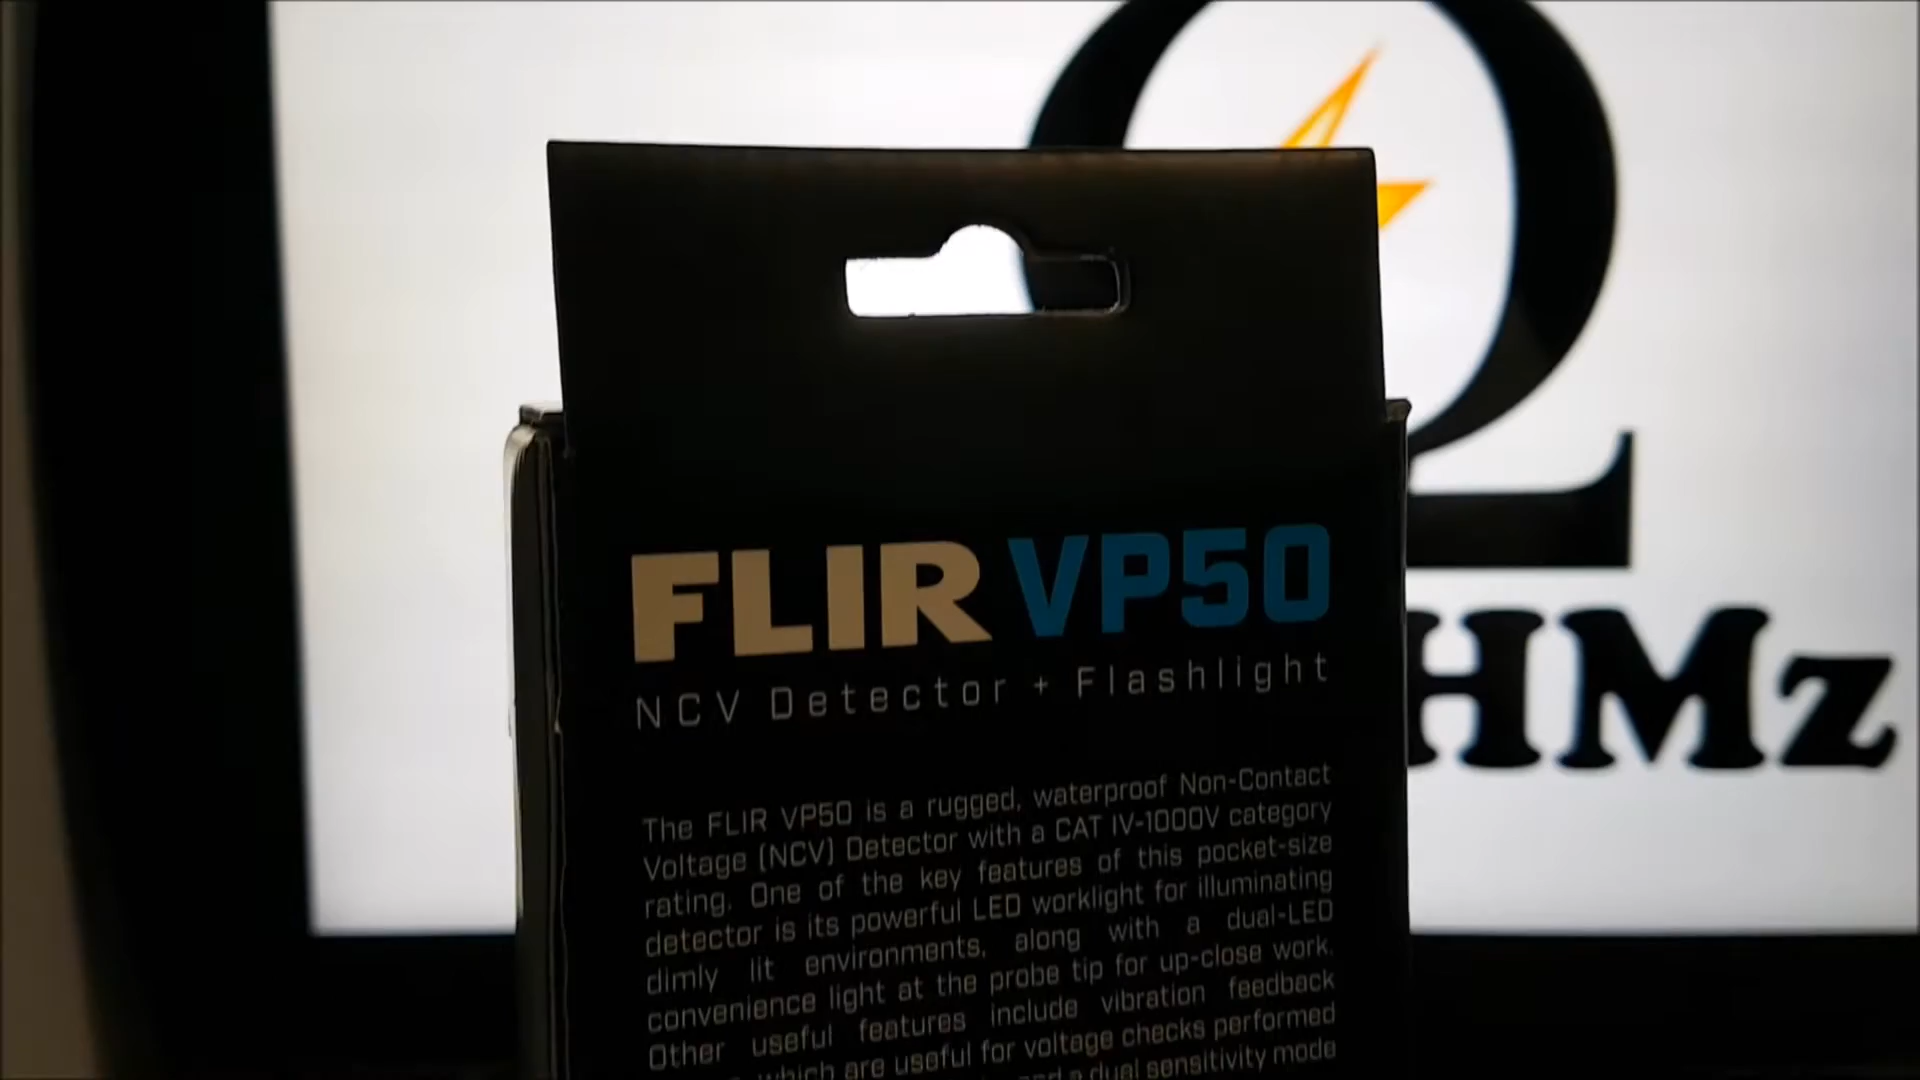 FLIR VP50
NCV Detector + Flashlight
The FLIR VP50 is a rugged, waterproof Non-Contact
Voltage (NCV) Detector with a CAT IV-1000V category
rating. One of the key features of this pocket-size
detector is its powerful LED worklight for illuminating
dimly lit environments, along with a dual-LED
convenience light at the probe tip for up-close work.
Other useful features include vibration feedback
which are useful for voltage checks performed
and a dual sensitivity mode
HMz